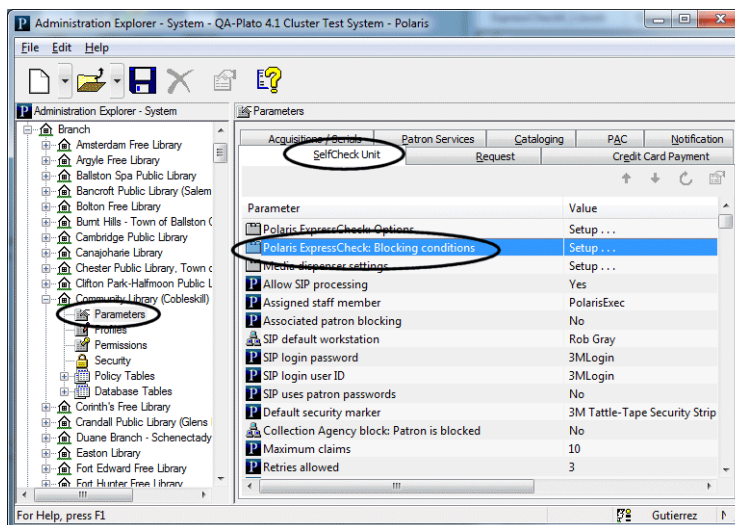 Administration Explorer - System - QA-Plato 4.1 Cluster Test System - Polaris
File Edit Help
Administration Explorer - System
Parameters
Branch
Amsterdam Free Library
Argyle Free Library
Ballston Spa Public Library
Bancroft Public Library (Salem
Bolton Free Library
Burnt Hills - Town of Ballston C
Cambridge Public Library
Canajoharie Library
Chester Public Library, Town c
Clifton Park-Halfmoon Public L
Community Library (Cobleskill)
Parameters
Profiles
Permissions
Security
Policy Tables
Database Tables
Corinth's Free Library
Crandall Public Library (Glens
Duane Branch - Schenectady
Easton Library
Fort Edward Free Library
Fort Hunter Free Library
Acquisitions / Serials Patron Services Cataloging PAC Notification
SelfCheck Unit Request Credit Card Payment
Parameter Value
Polaris ExpressCheck: Options Setup . . .
Polaris ExpressCheck: Blocking conditions Setup . . .
Media dispenser settings Setup . . .
Allow SIP processing Yes
Assigned staff member PolarisExec
Associated patron blocking No
SIP default workstation Rob Gray
SIP login password 3MLogin
SIP login user ID 3MLogin
SIP uses patron passwords No
Default security marker 3M Tattle-Tape Security Strip
Collection Agency block: Patron is blocked No
Maximum claims 10
Retries allowed 3
For Help, press F1
Gutierrez